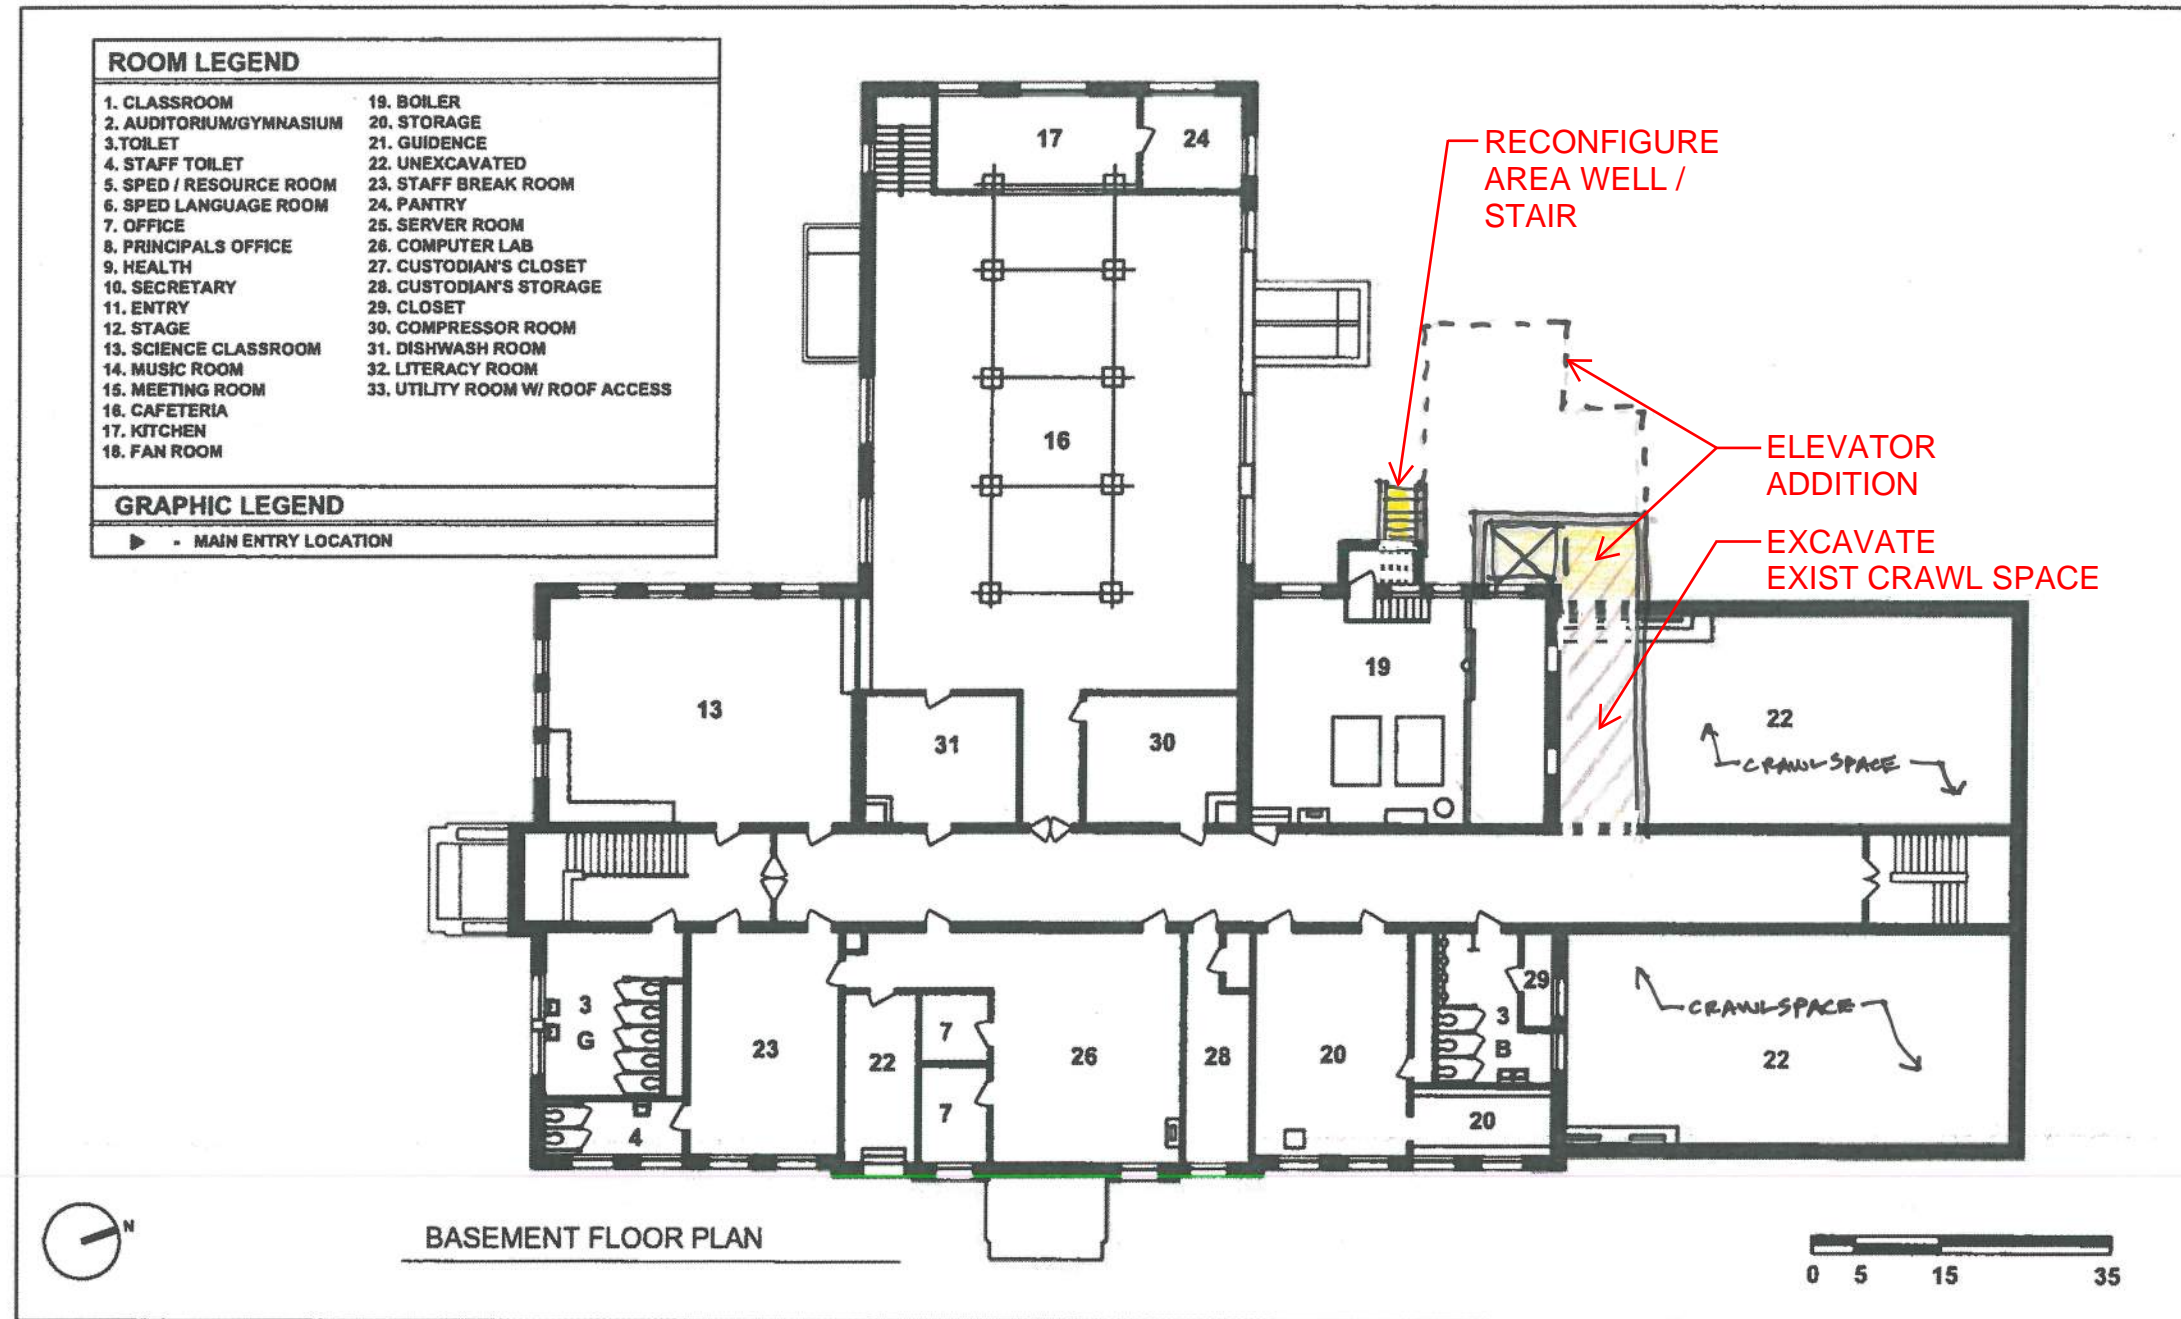 ROOM LEGEND
1. CLASSROOM
2. AUDITORIUM/GYMNASIUM
3.TOILET
4. STAFF TOILET
5. SPED / RESOURCE ROOM
6. SPED LANGUAGE ROOM
7. OFFICE
8. PRINCIPALS OFFICE
9. HEALTH
10. SECRETARY
11. ENTRY
12. STAGE
13. SCIENCE CLASSROOM
14. MUSIC ROOM
15. MEETING ROOM
16. CAFETERIA
17. KITCHEN
18. FAN ROOM
19. BOILER
20. STORAGE
21. GUIDENCE
22. UNEXCAVATED
23. STAFF BREAK ROOM
24. PANTRY
25. SERVER ROOM
26. COMPUTER LAB
27. CUSTODIAN'S CLOSET
28. CUSTODIAN'S STORAGE
29. CLOSET
30. COMPRESSOR ROOM
31. DISHWASH ROOM
32. LITERACY ROOM
33. UTILITY ROOM W/ ROOF ACCESS
GRAPHIC LEGEND
- MAIN ENTRY LOCATION
17
24
RECONFIGURE
AREA WELL /
STAIR
16
ELEVATOR
ADDITION
EXCAVATE
EXIST CRAWL SPACE
13
31
30
19
22
CRAWLSPACE
3
G
23
22
7
7
26
28
20
3
B
29
20
4
CRAWLSPACE
22
N
BASEMENT FLOOR PLAN
0 5 15 35